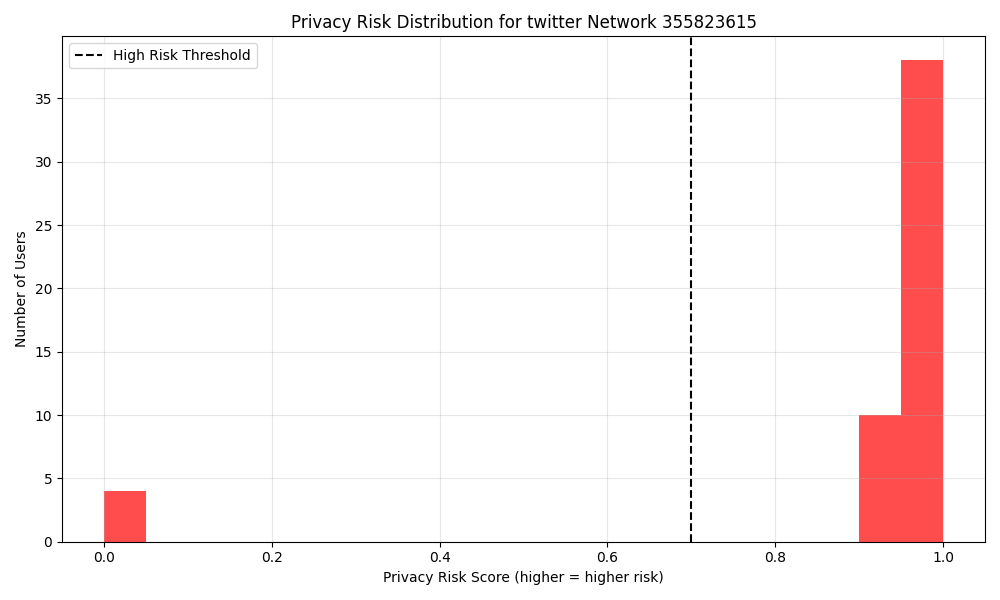 Privacy Risk Distribution for twitter Network 355823615
High Risk Threshold
Number of Users
35
30
25
20
15
10
5
0
0.0 0.2 0.4 0.6 0.8 1.0
Privacy Risk Score (higher = higher risk)